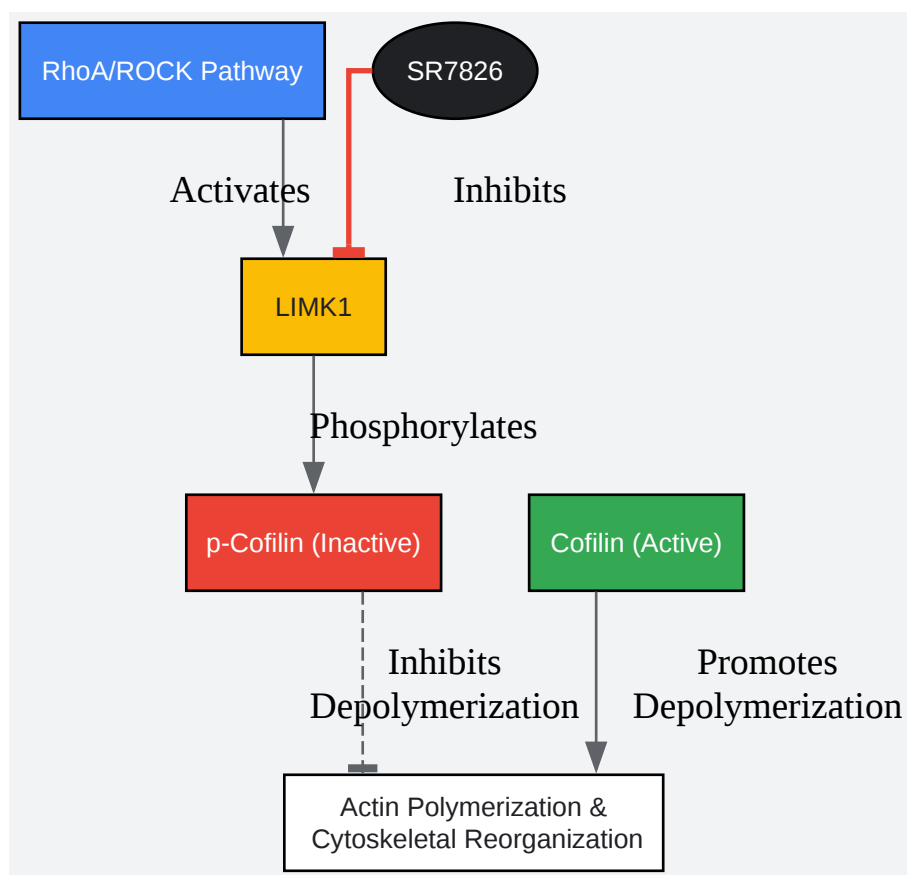 RhoA/ROCK Pathway
SR7826
Activates
Inhibits
LIMK1
Phosphorylates
p-Cofilin (Inactive)
Cofilin (Active)
Inhibits
Depolymerization
Promotes
Depolymerization
Actin Polymerization &
Cytoskeletal Reorganization